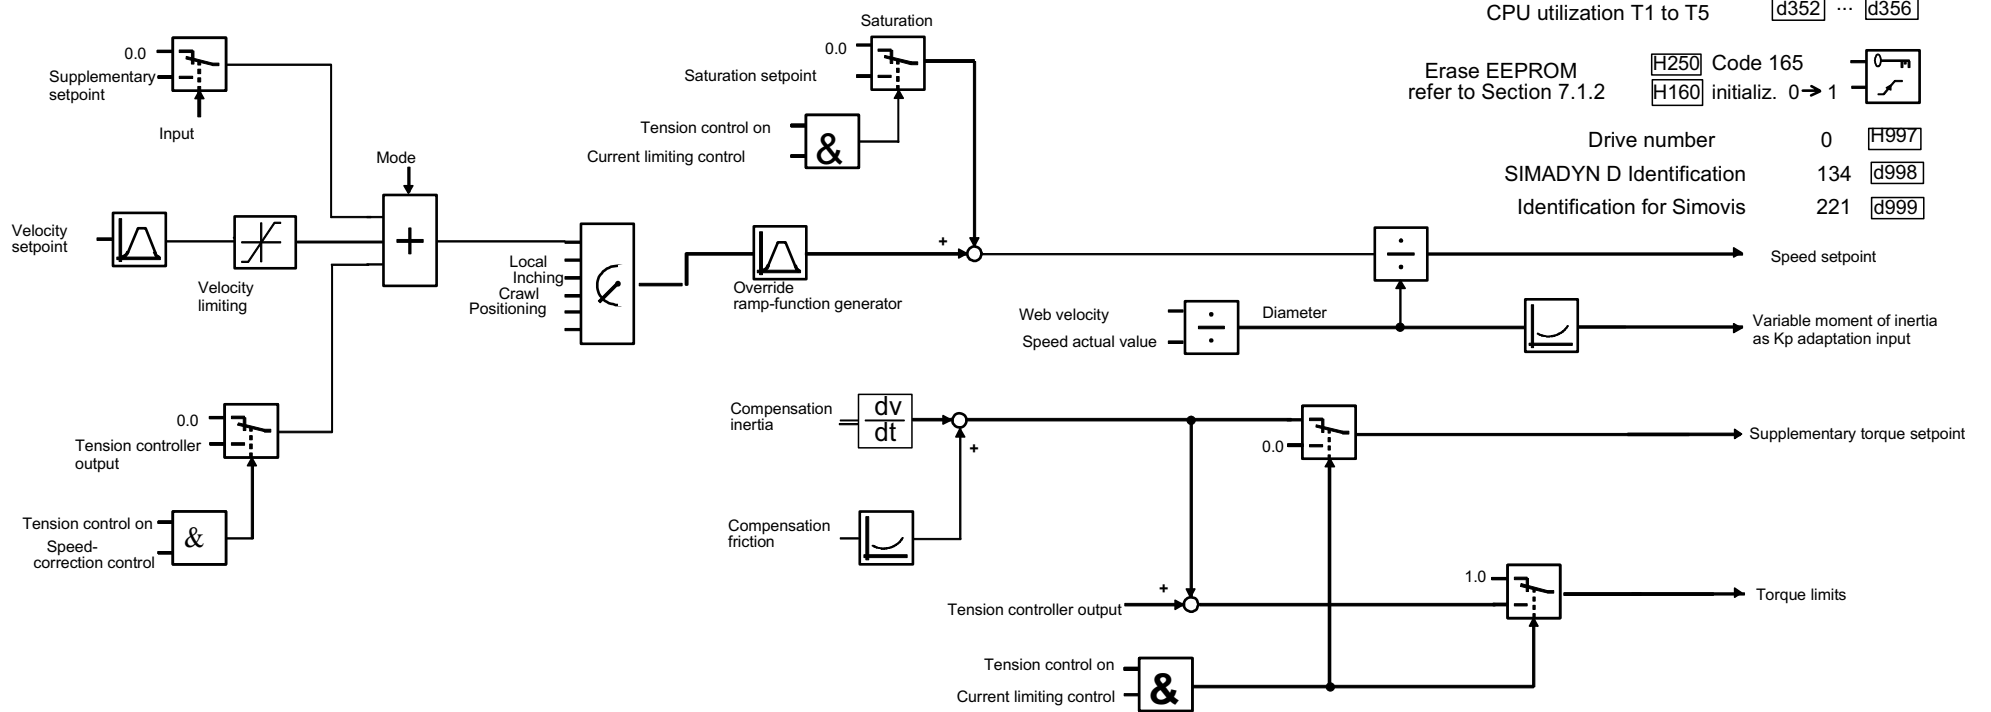 CPU utilization T1 to T5 d352 ... d356
Saturation
0.0
Saturation setpoint
0.0
Supplementary
setpoint
Input
Erase EEPROM
refer to Section 7.1.2
H250 Code 165
H160 initializ. 0→1
Tension control on
Current limiting control
&
Drive number 0 H997
SIMADYN D Identification 134 d998
Identification for Simovis 221 d999
Mode
+
Velocity
setpoint
Velocity
limiting
Local
Inching
Crawl
Positioning
Override
ramp-function generator
+
÷
Speed setpoint
Web velocity
Speed actual value
÷
Diameter
Variable moment of inertia
as Kp adaptation input
0.0
Tension controller
output
Tension control on
Speed-
correction control
&
Compensation
inertia
dv
dt
+
0.0
Supplementary torque setpoint
Compensation
friction
Tension controller output
+
1.0
Torque limits
Tension control on
Current limiting control
&